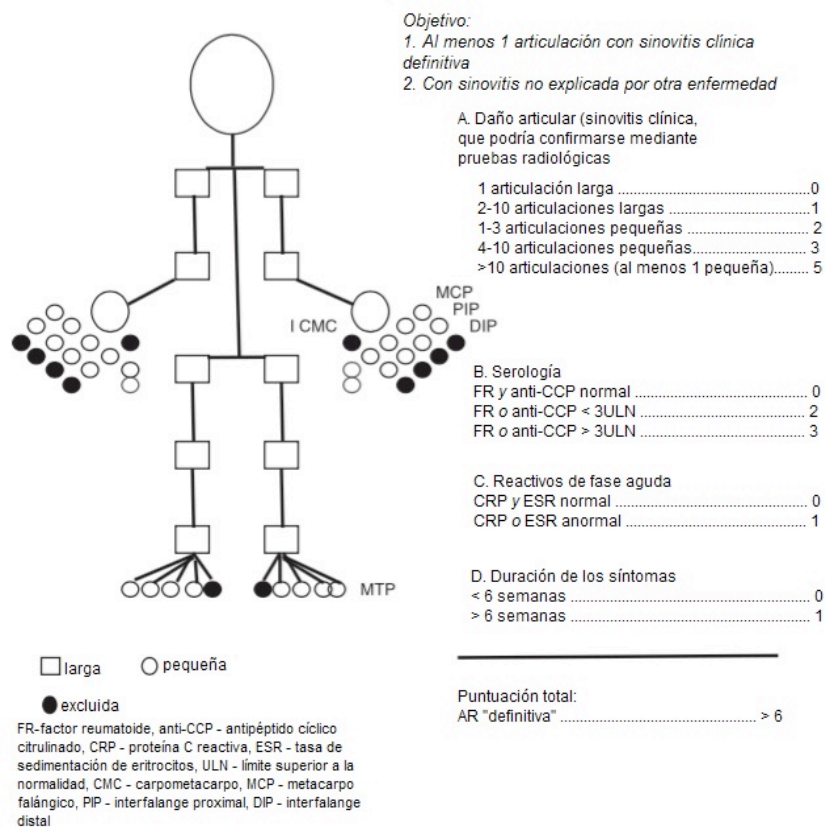 Objetivo:
1. Al menos 1 articulación con sinovitis clínica
definitiva
2. Con sinovitis no explicada por otra enfermedad
A. Daño articular (sinovitis clínica,
que podría confirmarse mediante
pruebas radiológicas
1 articulación larga ................................................0
2-10 articulaciones largas ...................................1
1-3 articulaciones pequeñas ............................... 2
4-10 articulaciones pequeñas.............................. 3
>10 articulaciones (al menos 1 pequeña)......... 5
MCP
PIP
I CMC
DIP
B. Serología
FR y anti-CCP normal ............................................ 0
FR o anti-CCP < 3ULN ........................................... 2
FR o anti-CCP > 3ULN ........................................... 3
C. Reactivos de fase aguda
CRP y ESR normal ................................................. 0
CRP o ESR anormal ............................................... 1
D. Duración de los síntomas
< 6 semanas ........................................................... 0
> 6 semanas ........................................................... 1
MTP
larga
pequeña
excluida
Puntuación total:
AR "definitiva" ................................................. > 6
FR-factor reumatoide, anti-CCP - antipéptido cíclico
citrulinado, CRP - proteína C reactiva, ESR - tasa de
sedimentación de eritrocitos, ULN - límite superior a la
normalidad, CMC - carpometacarpo, MCP - metacarpo
falángico, PIP - interfalange proximal, DIP - interfalange
distal